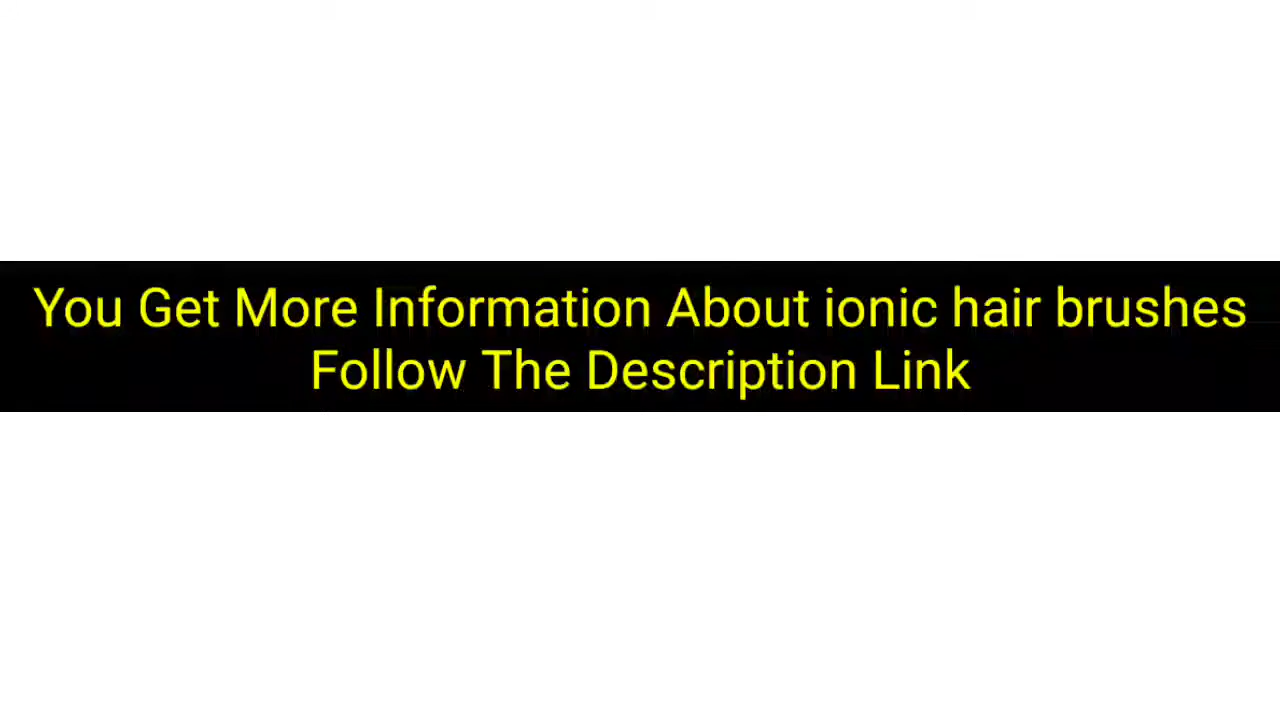 You Get More Information About ionic hair brushes
Follow The Description Link